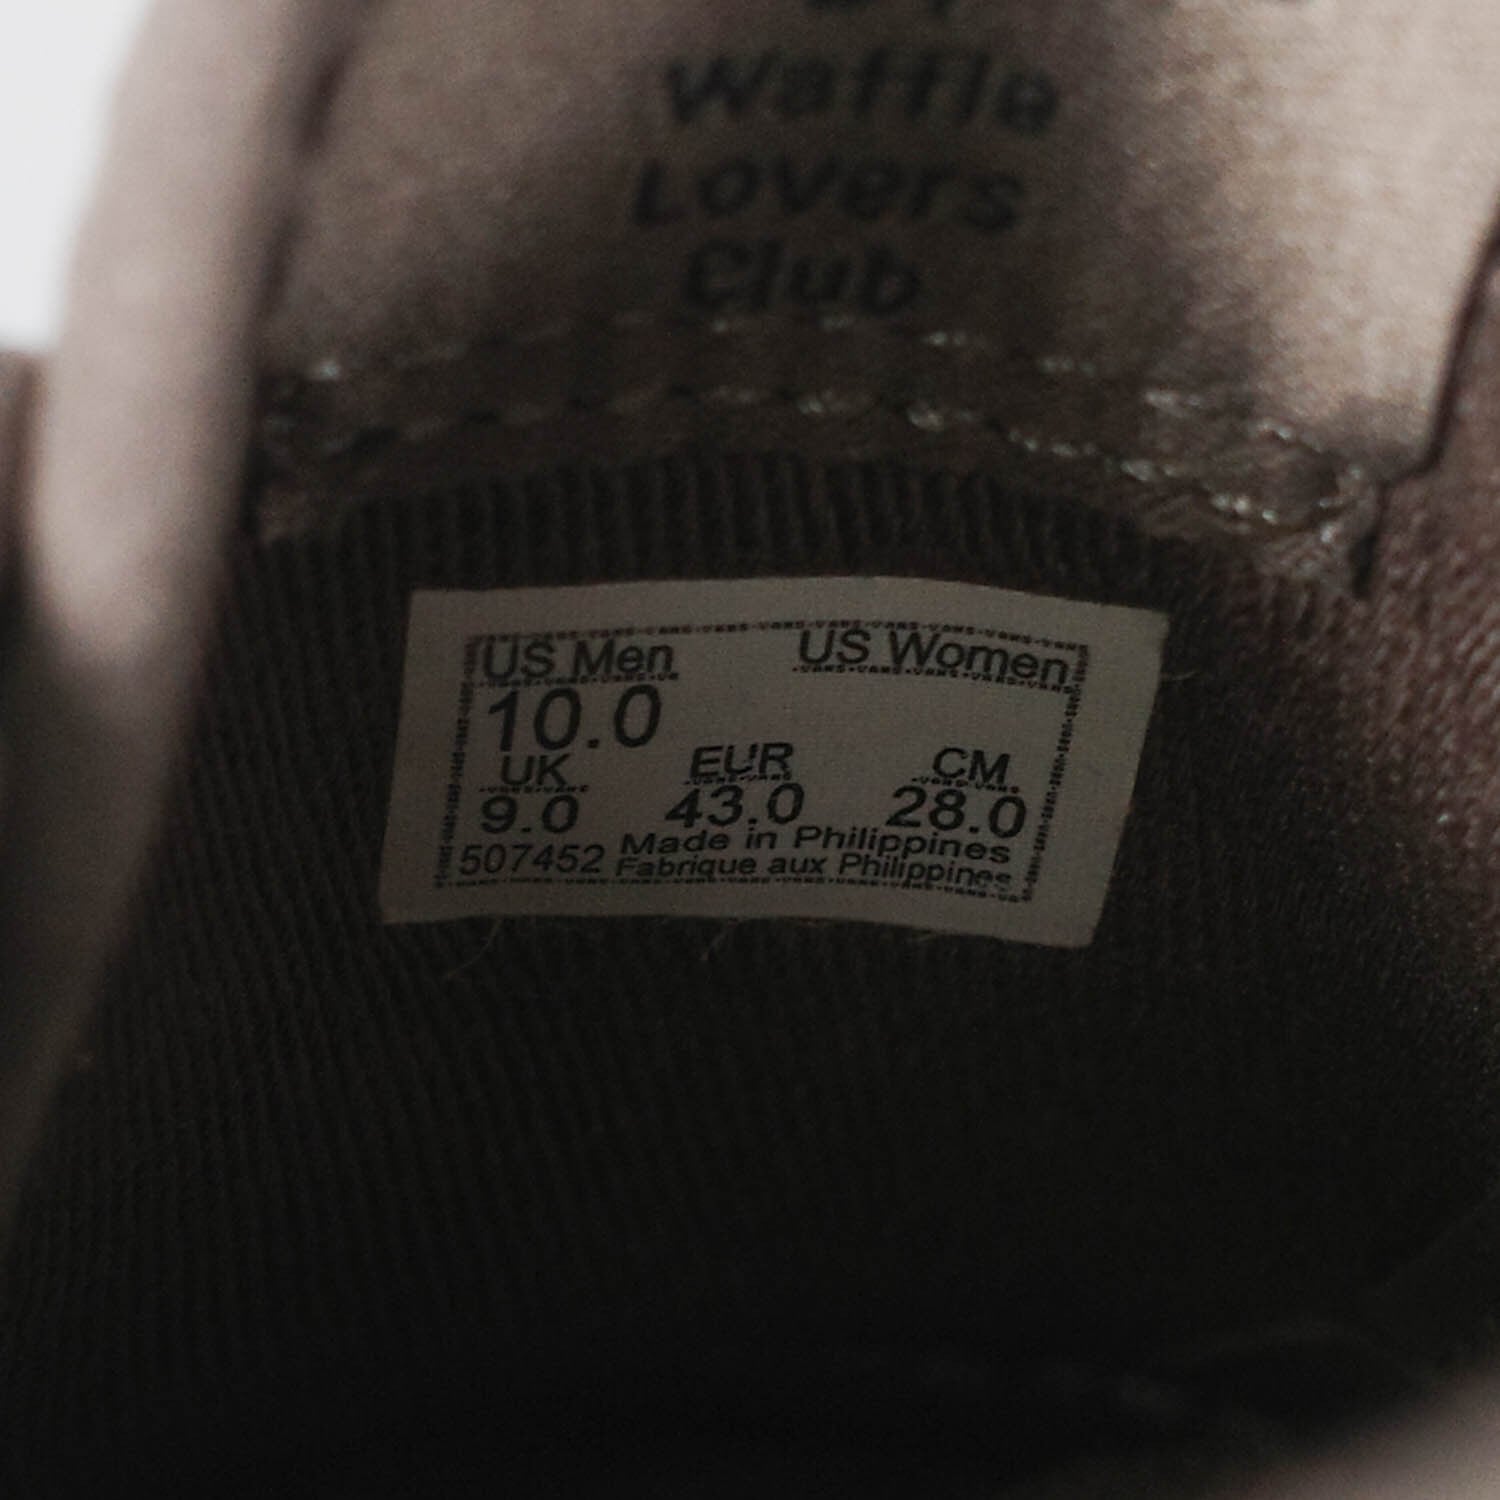 Waffle
Lovers
Club
US Men US Women
10.0
UK EUR CM
9.0 43.0 28.0
507452 Made in Philippines
Fabrique aux Philippines